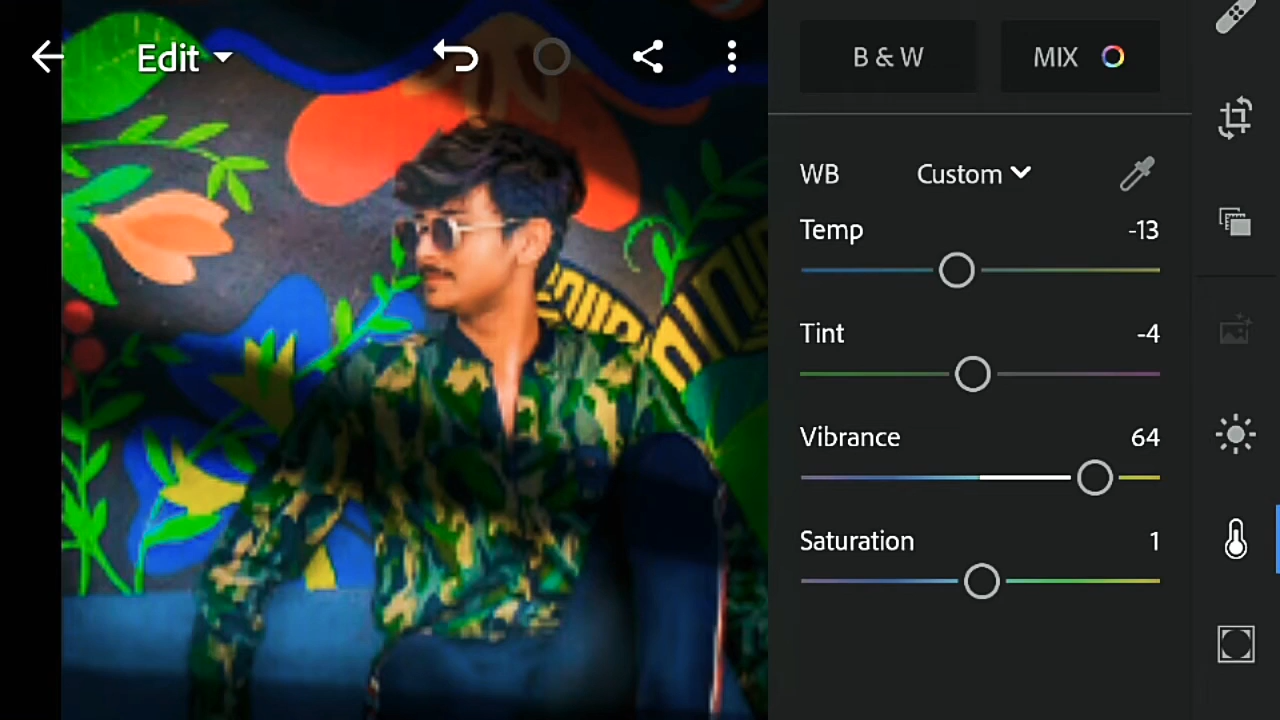 Edit
B & W
MIX
WB
Custom
Temp
-13
Tint
-4
Vibrance
64
Saturation
1